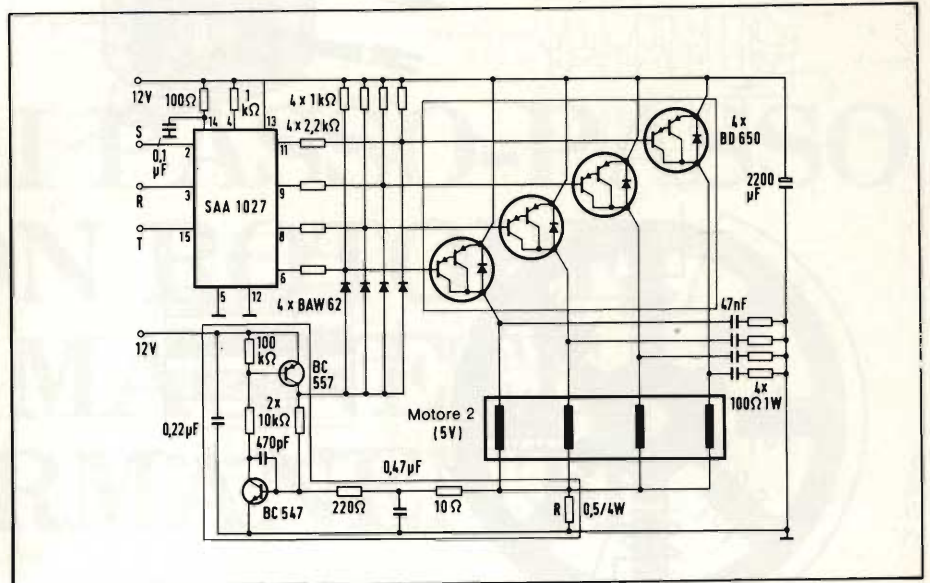 12V
100Ω
1
kΩ
14
4
13
4 x 1kΩ
4 x 2,2kΩ
S
0,1
µF
2
11
4x
BD 650
R
3
9
SAA 1027
2200
µF
T
15
8
6
5
12
4 x BAW 62
47nF
12V
100
kΩ
BC
557
4x
100Ω 1W
Motore 2
(5V)
2x
10kΩ
0,22µF
470pF
0,47µF
BC 547
220Ω
10Ω
R
0,5/4W